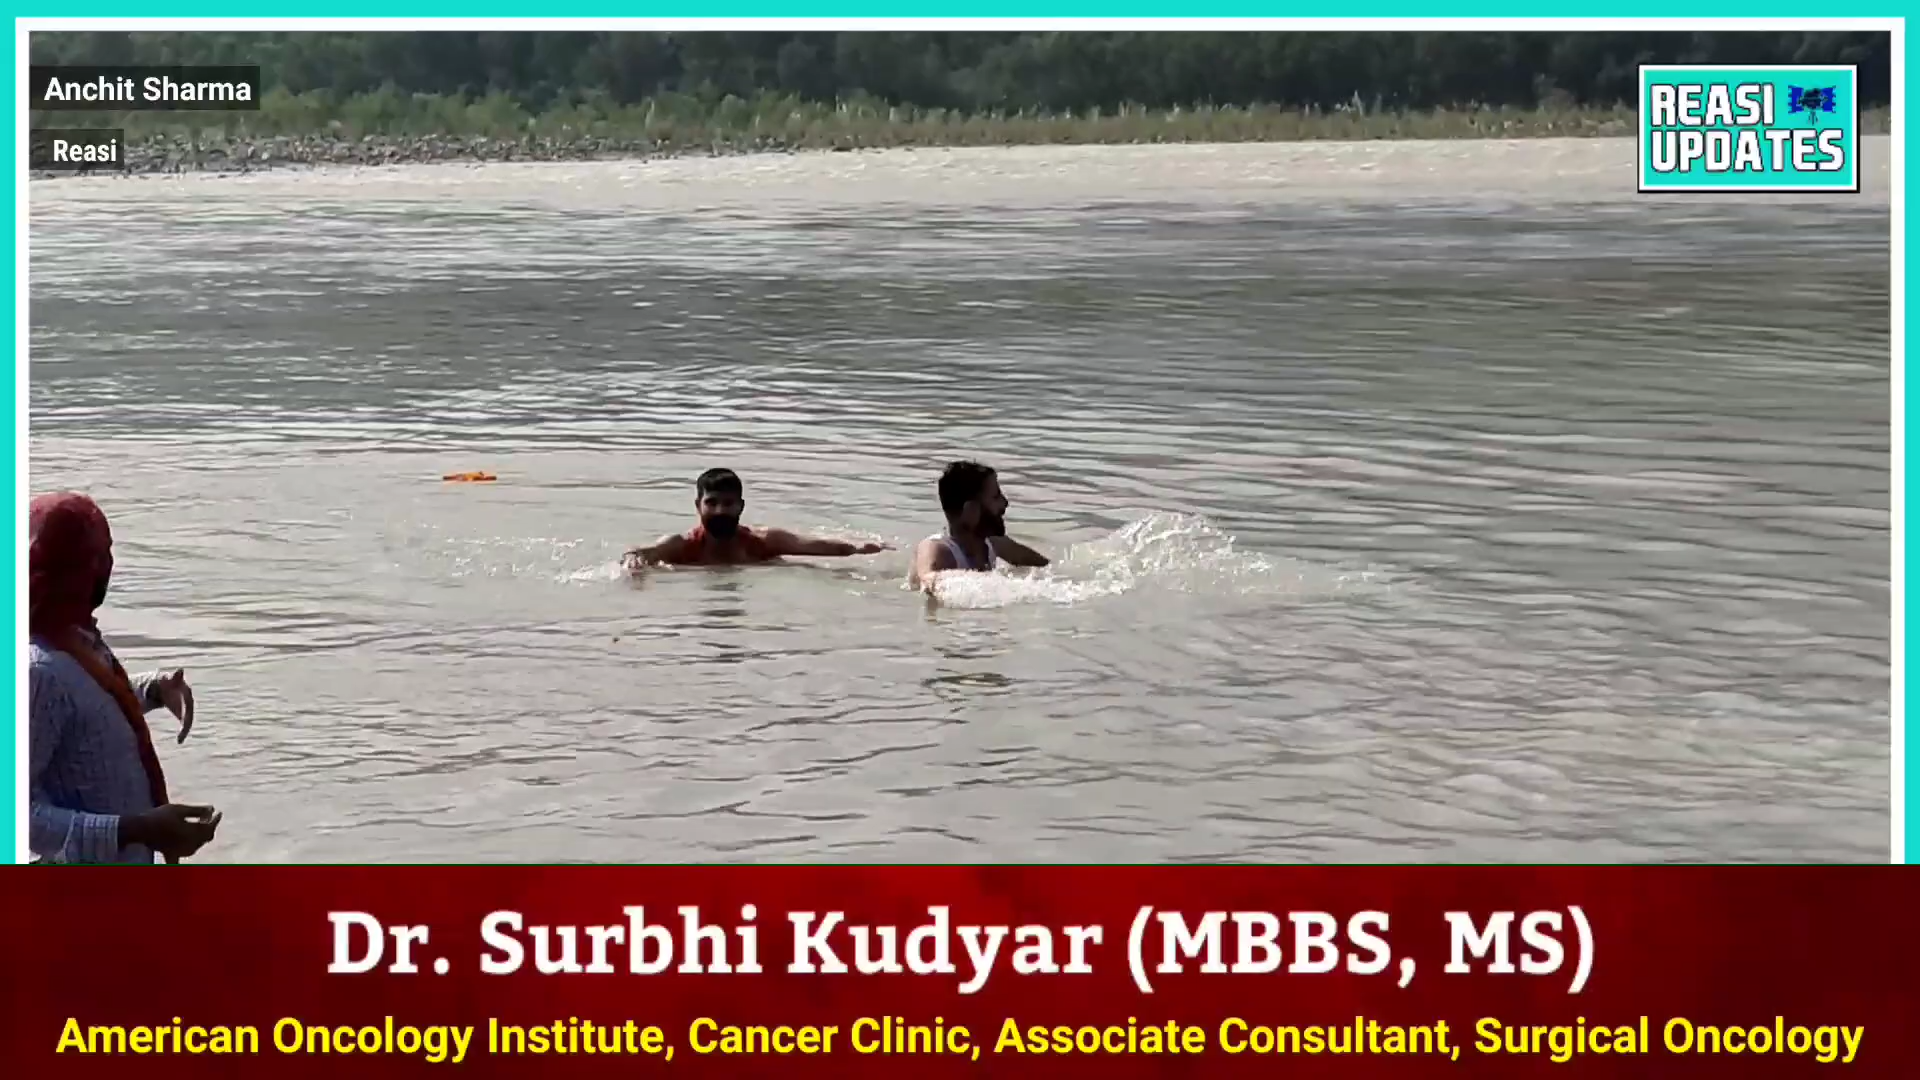 Anchit Sharma
Reasi
REASI
UPDATES
Dr. Surbhi Kudyar (MBBS, MS)
American Oncology Institute, Cancer Clinic, Associate Consultant, Surgical Oncology